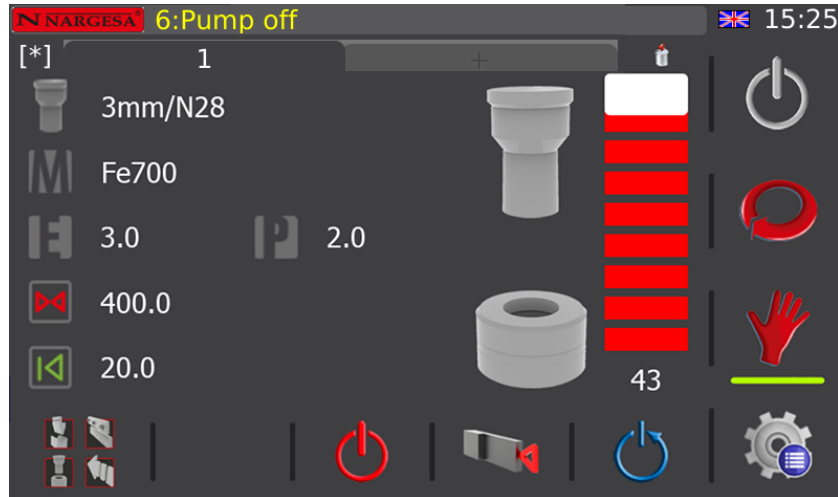 N NARGESA® 6:Pump off 15:25
[*] 1 +
3mm/N28
M Fe700
E 3.0 P 2.0
400.0
20.0
43